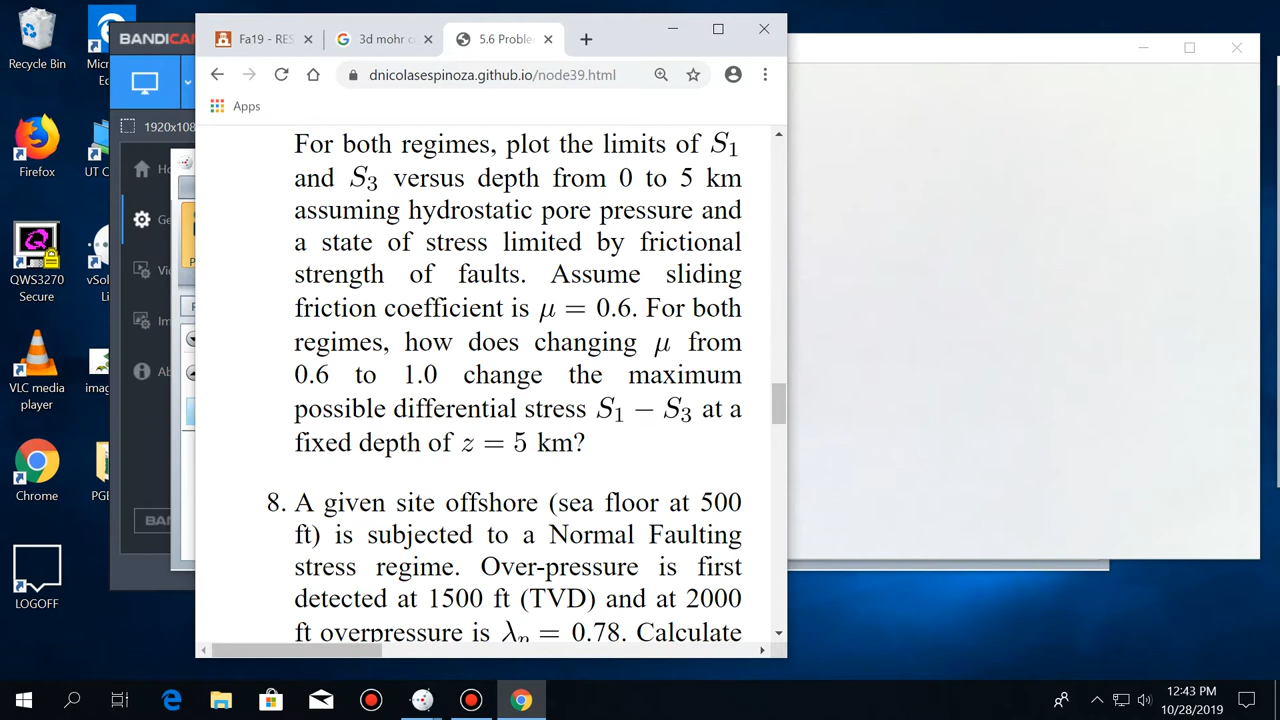 Recycle Bin
Firefox
QWS3270
Secure
VLC media
player
Chrome
LOGOFF
BANDICAM
1920x108
Fa19 - RES
3d mohr c
5.6 Proble
dnicolasespinoza.github.io/node39.html
Apps
For both regimes, plot the limits of S₁
and S₃ versus depth from 0 to 5 km
assuming hydrostatic pore pressure and
a state of stress limited by frictional
strength of faults. Assume sliding
friction coefficient is μ = 0.6. For both
regimes, how does changing μ from
0.6 to 1.0 change the maximum
possible differential stress S₁ − S₃ at a
fixed depth of z = 5 km?
8. A given site offshore (sea floor at 500
ft) is subjected to a Normal Faulting
stress regime. Over-pressure is first
detected at 1500 ft (TVD) and at 2000
ft overpressure is λₚ = 0.78. Calculate
12:43 PM
10/28/2019